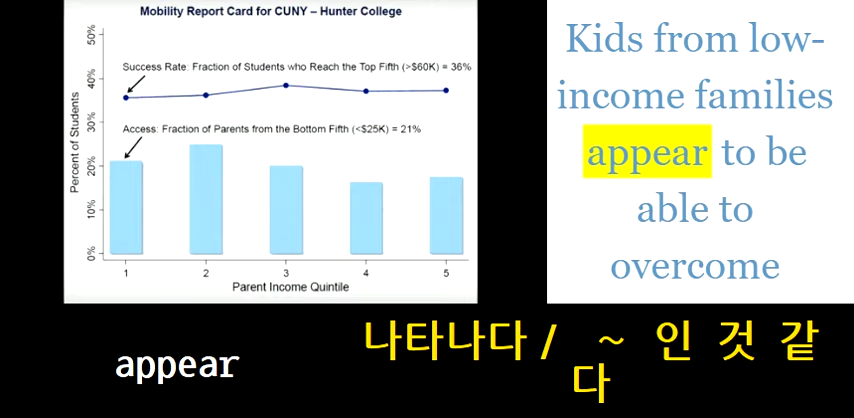 Mobility Report Card for CUNY – Hunter College
50%
40%
30%
20%
10%
0%
Percent of Students
Success Rate: Fraction of Students who Reach the Top Fifth (>$60K) = 36%
Access: Fraction of Parents from the Bottom Fifth (<$25K) = 21%
1 2 3 4 5
Parent Income Quintile
Kids from low-
income families
appear to be
able to
overcome
appear
나타나다 / ~ 인 것 같
다